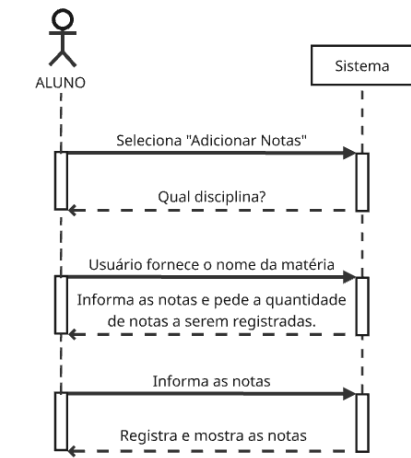 ALUNO
Sistema
Seleciona "Adicionar Notas"
Qual disciplina?
Usuário fornece o nome da matéria
Informa as notas e pede a quantidade
de notas a serem registradas.
Informa as notas
Registra e mostra as notas